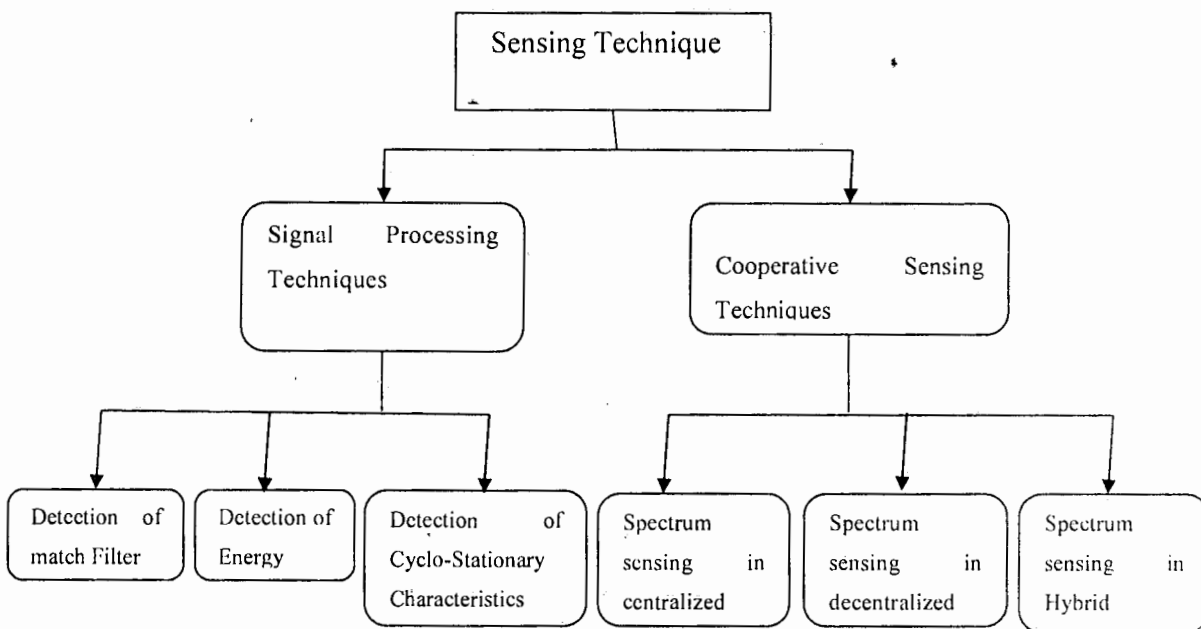 Sensing Technique
Signal Processing
Techniques
Cooperative Sensing
Techniques
Detection of
match Filter
Detection of
Energy
Detection of
Cyclo-Stationary
Characteristics
Spectrum
sensing in
centralized
Spectrum
sensing in
decentralized
Spectrum
sensing in
Hybrid